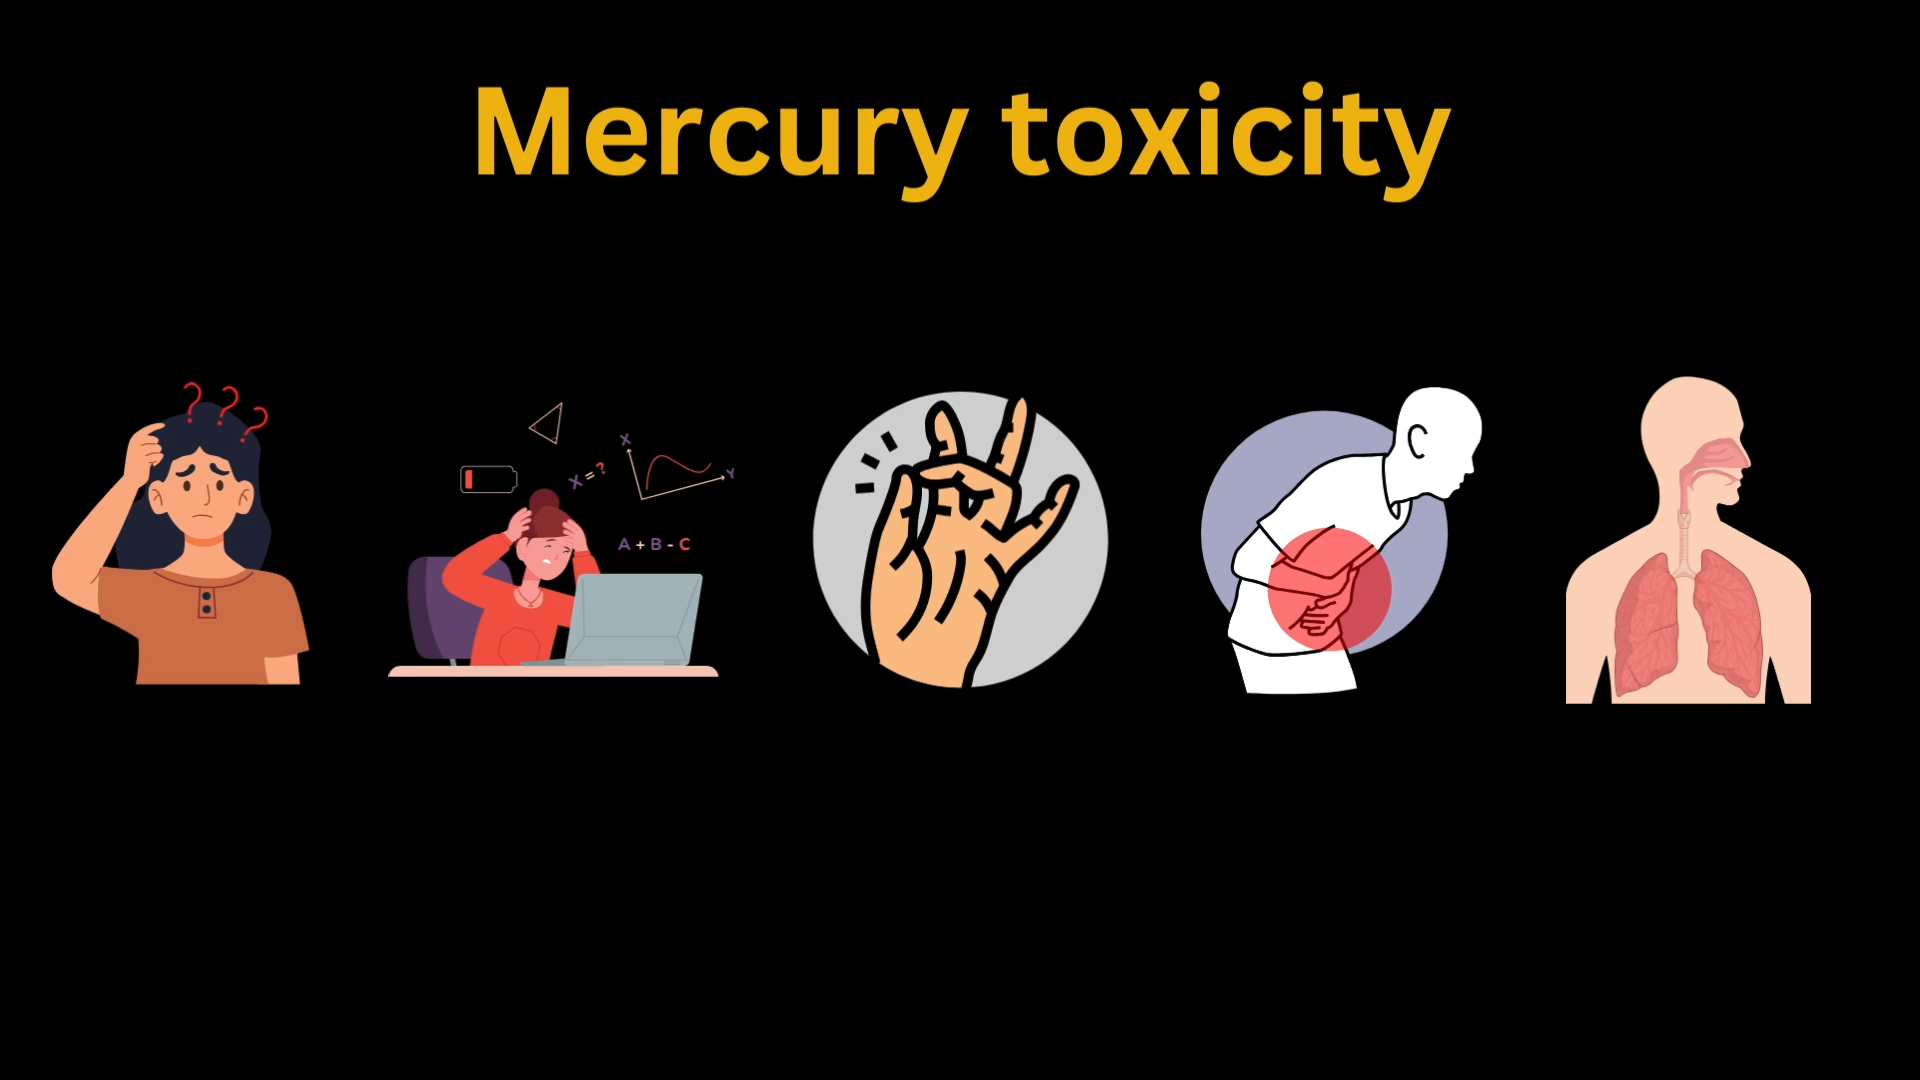 Mercury toxicity
? ? ?
X
Y
X = ?
A + B - C